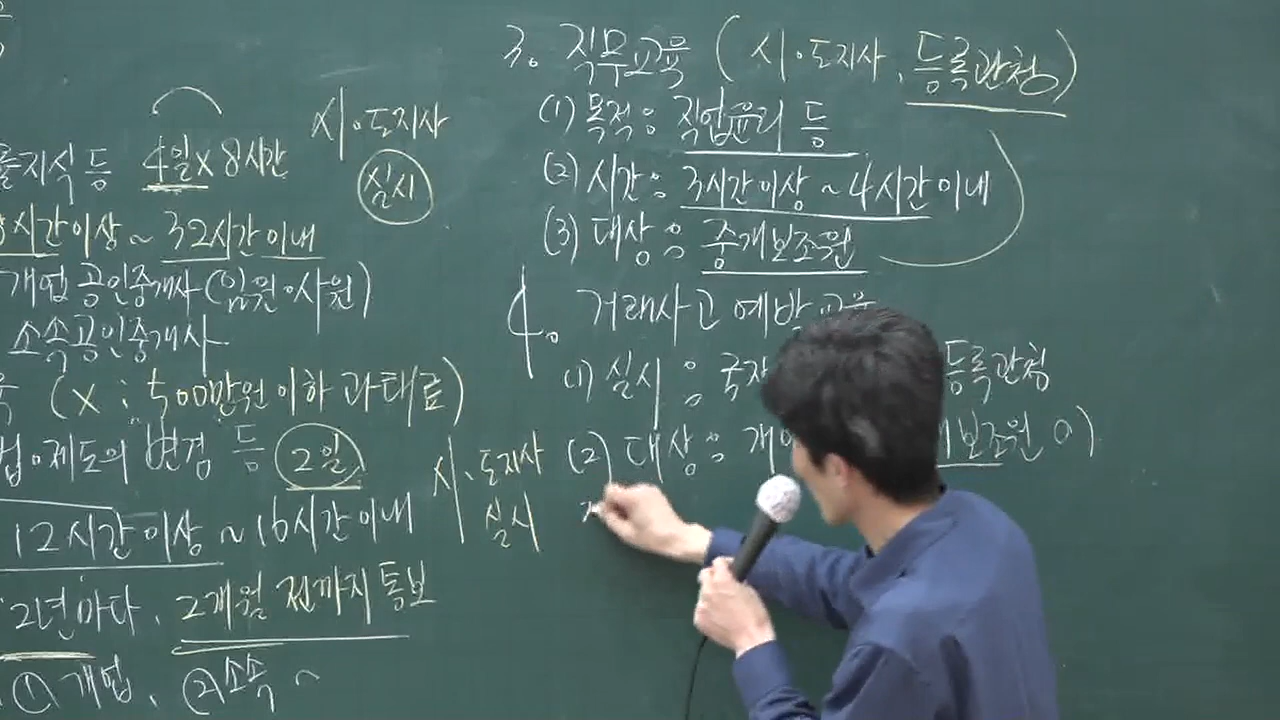 출지식 등 4일×8시간
시·도지사
실시
8시간이상 ~ 32시간이내
개업공인중개사(임원·사원)
소속공인중개사
(X : 500만원이하 과태료)
법·제도의 변경 등 2일
시·도지사
실시
12시간이상 ~ 16시간이내
2년마다, 2개월 전까지 통보
① 개업, ② 소속 ~
3. 직무교육 (시·도지사, 등록관청)
(1) 목적 : 직업윤리 등
(2) 시간 : 3시간이상 ~ 4시간이내
(3) 대상 : 중개보조원
4. 거래사고 예방교육
(1) 실시 : 국 등록관청
(2) 대상 : 개 보조원 O)